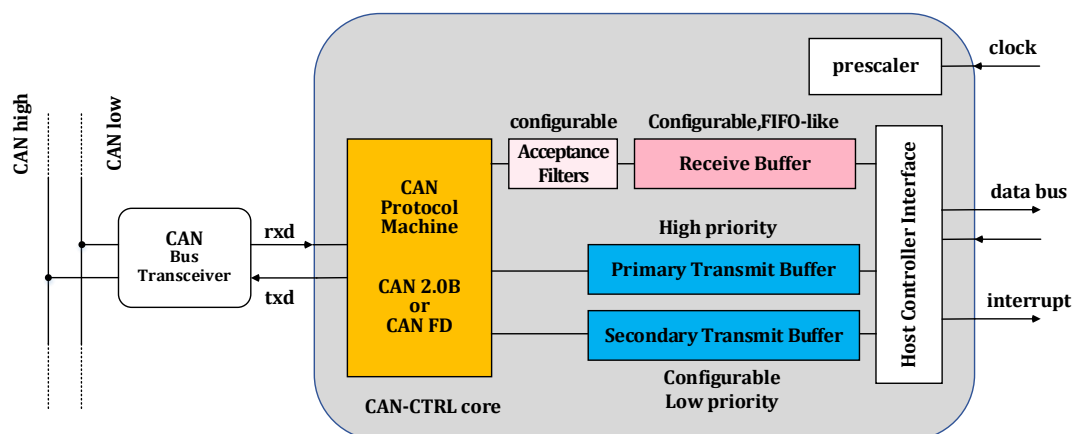 clock
prescaler
CAN high
CAN low
configurable
Configurable,FIFO-like
Acceptance
Filters
Receive Buffer
CAN
Protocol
Machine
CAN 2.0B
or
CAN FD
Host Controller Interface
data bus
CAN
Bus
Transceiver
rxd
txd
High priority
Primary Transmit Buffer
interrupt
Secondary Transmit Buffer
Configurable
Low priority
CAN-CTRL core